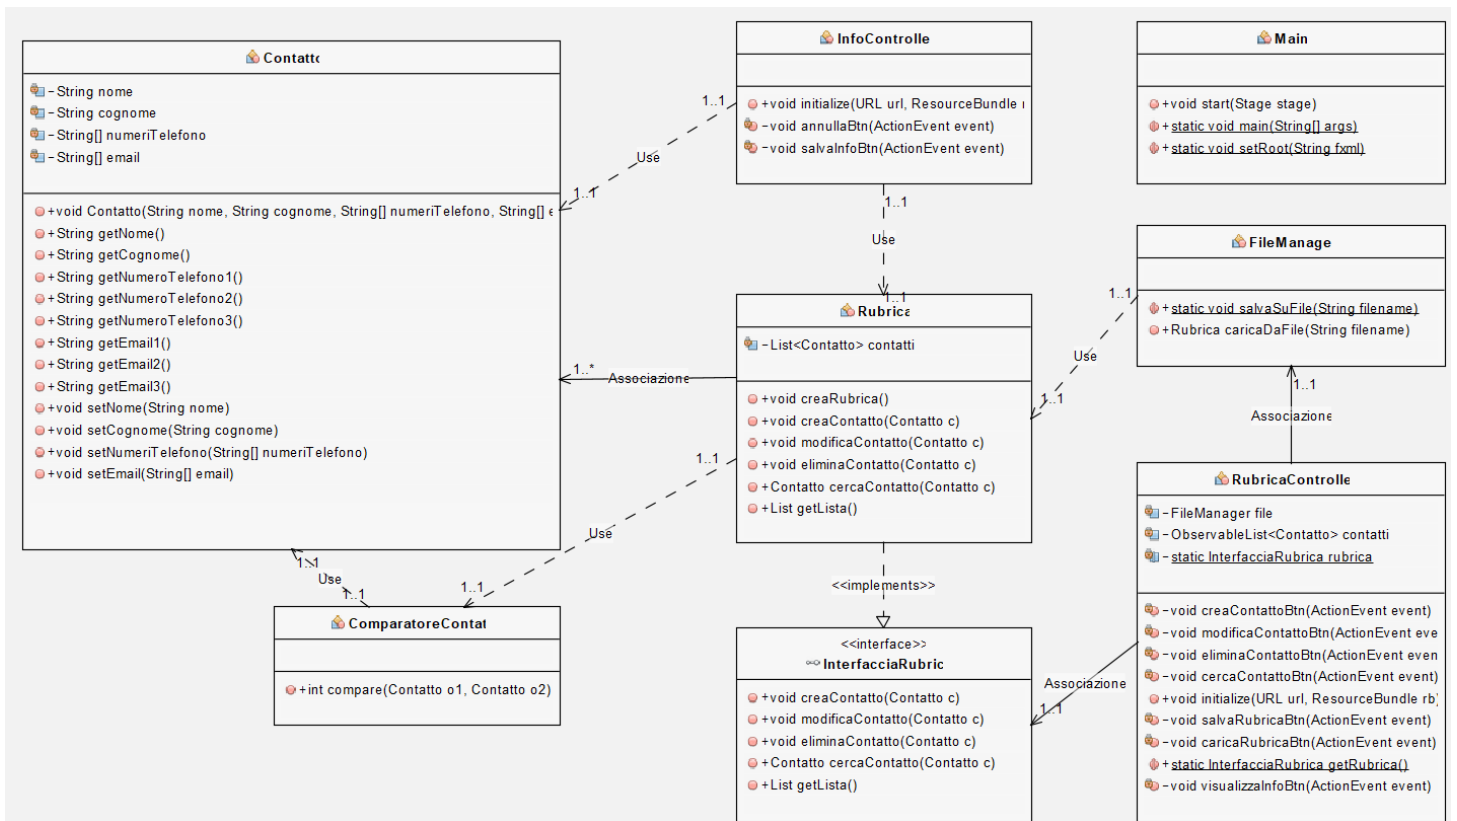 Contatto
- String nome
- String cognome
- String[] numeriTelefono
- String[] email
+void Contatto(String nome, String cognome, String[] numeriTelefono, String[] e
+String getNome()
+String getCognome()
+String getNumeroTelefono1()
+String getNumeroTelefono2()
+String getNumeroTelefono3()
+String getEmail1()
+String getEmail2()
+String getEmail3()
+void setNome(String nome)
+void setCognome(String cognome)
+void setNumeriTelefono(String[] numeriTelefono)
+void setEmail(String[] email)
1..1
Use
1..1
InfoControlle
+void initialize(URL url, ResourceBundle
-void annullaBtn(ActionEvent event)
-void salvaInfoBtn(ActionEvent event)
1..1
Use
1..1
Main
+void start(Stage stage)
+static void main(String[] args)
+static void setRoot(String fxml)
FileManage
+static void salvaSuFile(String filename)
+Rubrica caricaDaFile(String filename)
1..1
Use
1..1
Rubrica
-List<Contatto> contatti
+void creaRubrica()
+void creaContatto(Contatto c)
+void modificaContatto(Contatto c)
+void eliminaContatto(Contatto c)
+Contatto cercaContatto(Contatto c)
+List getLista()
1..*
Associazione
1..1
Use
1..1
1..1
Use
1..1
ComparatoreContat
+int compare(Contatto o1, Contatto o2)
<<implements>>
<<interface>>
InterfacciaRubric
+void creaContatto(Contatto c)
+void modificaContatto(Contatto c)
+void eliminaContatto(Contatto c)
+Contatto cercaContatto(Contatto c)
+List getLista()
1..1
Associazione
Associazione
1..1
RubricaControlle
-FileManager file
-ObservableList<Contatto> contatti
-static InterfacciaRubrica rubrica
-void creaContattoBtn(ActionEvent event)
-void modificaContattoBtn(ActionEvent eve
-void eliminaContattoBtn(ActionEvent even
-void cercaContattoBtn(ActionEvent event)
+void initialize(URL url, ResourceBundle rb)
-void salvaRubricaBtn(ActionEvent event)
-void caricaRubricaBtn(ActionEvent event)
+static InterfacciaRubrica getRubrica()
-void visualizzaInfoBtn(ActionEvent event)